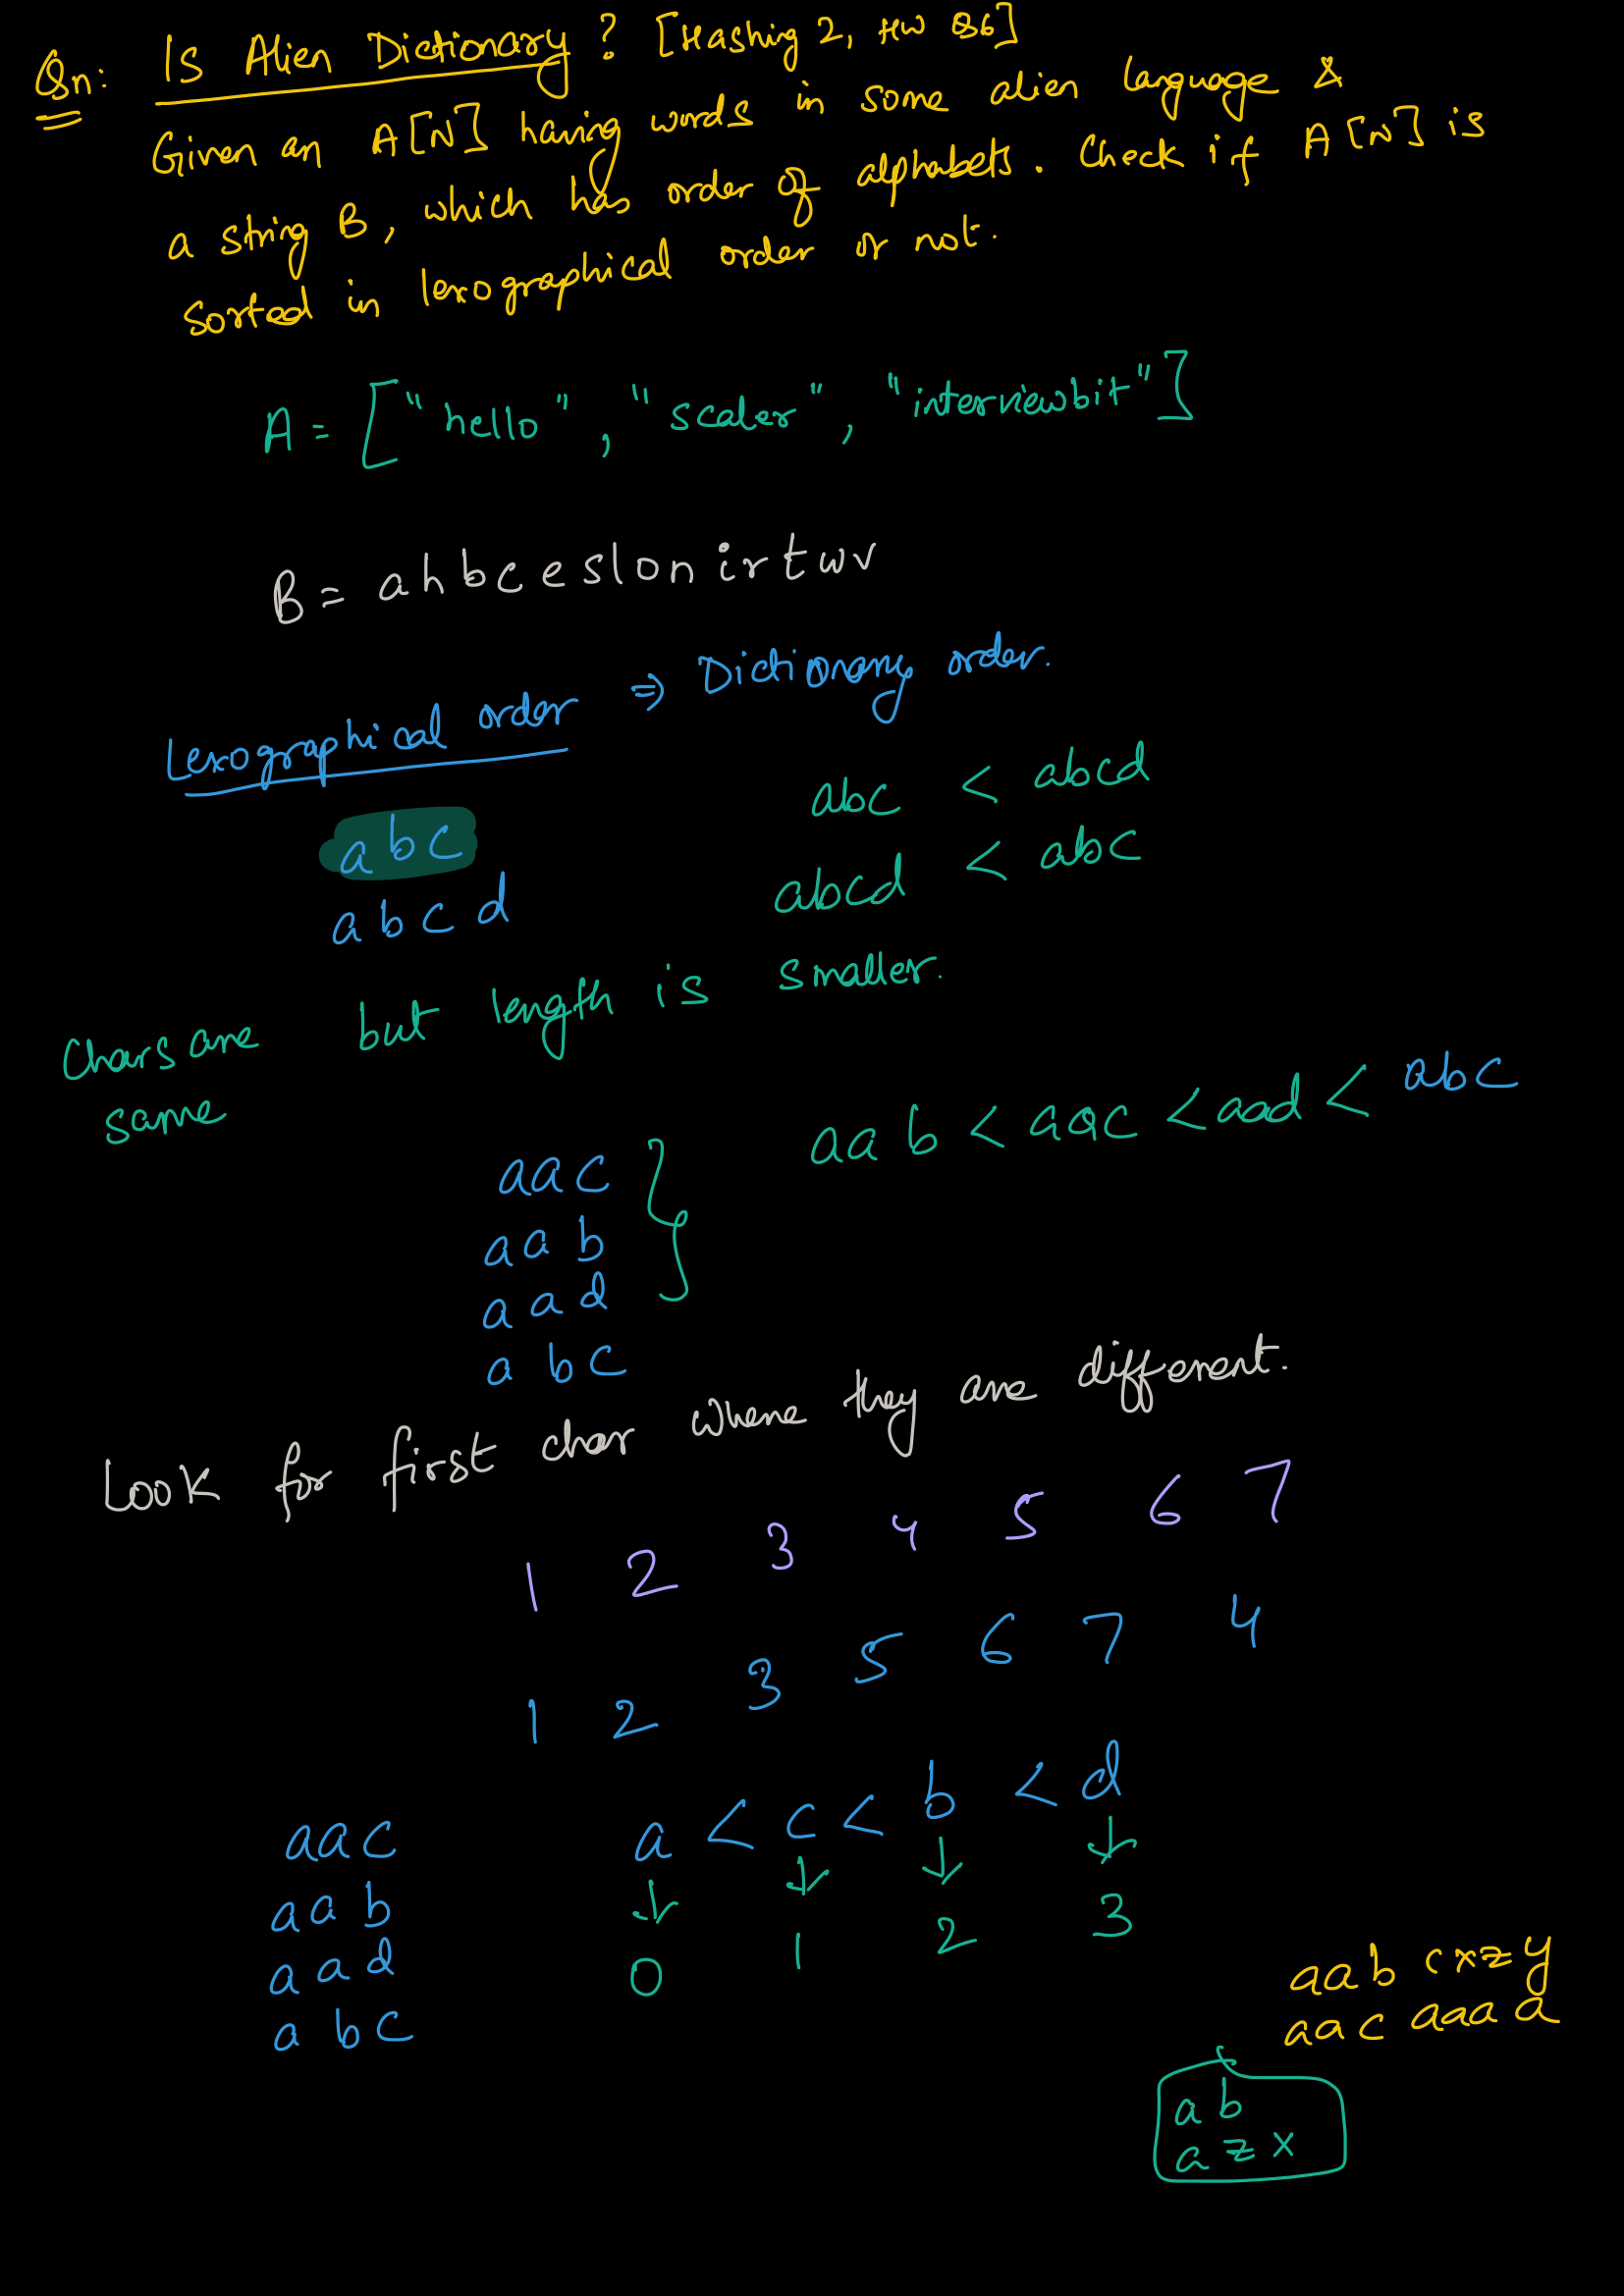 Qn: Is Alien Dictionary? [Hashing 2, HW Q6]
Given an A[N] having words in some alien language &
a string B, which has order of alphabets. Check if A[N] is
sorted in lexographical order or not.
A = ["hello", "scaler", "interviewbit"]
B = a h b c e s l o n i r t w v
Lexographical order ⇒ Dictionary order.
abc
abc < abcd
abcd
abcd < abc
Chars are but length is smaller.
same
aab < aac < aad < abc
aac
aab
aad
abc
Look for first char where they are different.
1 2 3 4 5 6 7
1 2 3 5 6 7 4
aac
aab
aad
abc
a < c < b < d
↓ ↓ ↓ ↓
0 1 2 3
aab cxzy
aac aaaa
ab
azx